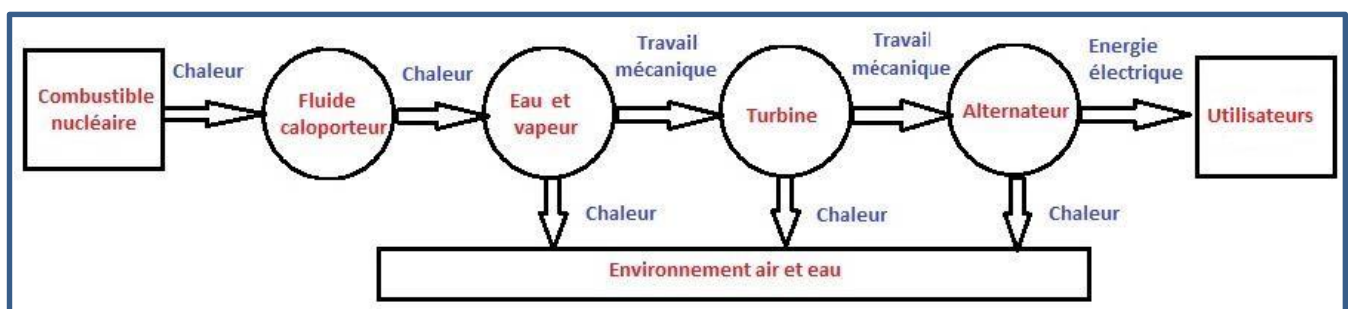 Combustible
nucléaire
Chaleur
Fluide
caloporteur
Chaleur
Eau et
vapeur
Travail
mécanique
Turbine
Travail
mécanique
Alternateur
Energie
électrique
Utilisateurs
Chaleur
Chaleur
Chaleur
Environnement air et eau